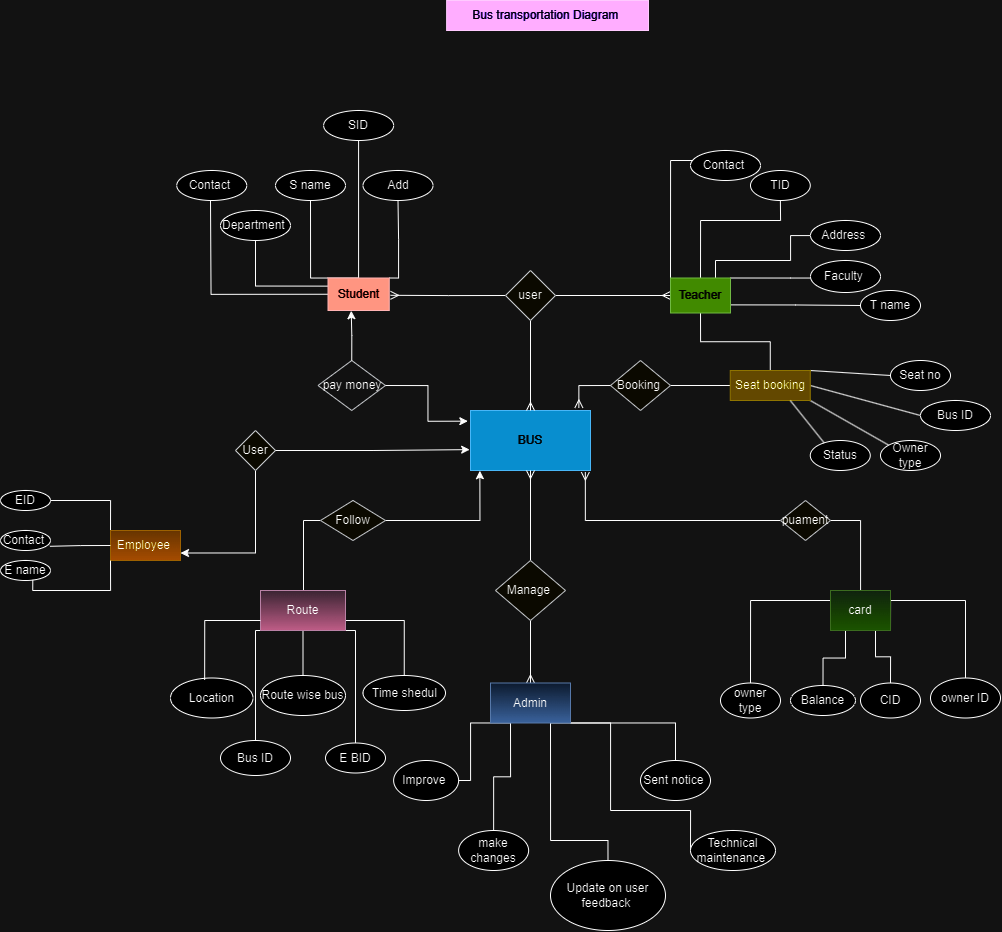 Bus transportation Diagram
SID
Contact
S name
Add
Department
Contact
TID
Address
Faculty
T name
Student
user
Teacher
pay money
Booking
Seat booking
Seat no
Bus ID
Owner
type
Status
BUS
User
EID
Contact
E name
Employee
Follow
puament
Manage
Route
card
Location
Route wise bus
Time shedul
Bus ID
E BID
Admin
owner
type
Balance
CID
owner ID
Improve
Sent notice
make
changes
Technical
maintenance
Update on user
feedback